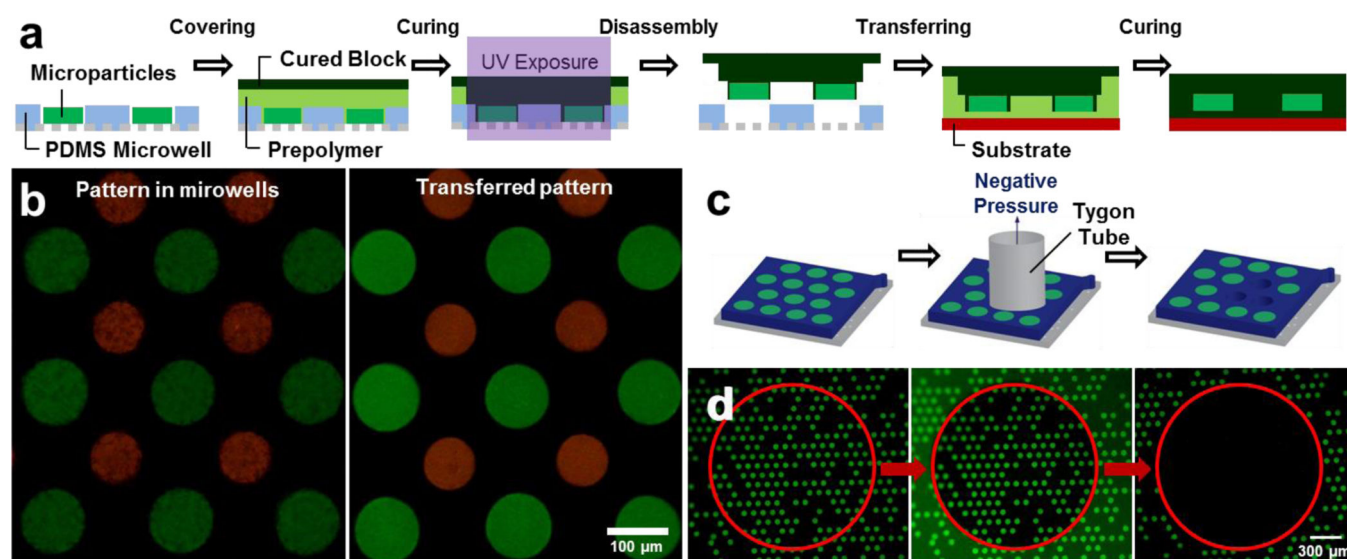 a
Covering
Curing
Disassembly
Transferring
Curing
Microparticles
Cured Block
UV Exposure
PDMS Microwell
Prepolymer
Substrate
b
Pattern in mirowells
Transferred pattern
100 µm
c
Negative
Pressure
Tygon
Tube
d
300 µm